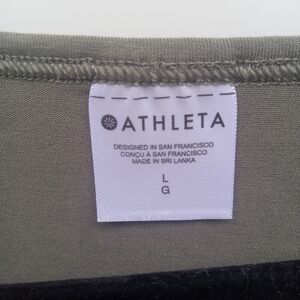 ATHLETA
DESIGNED IN SAN FRANCISCO
CONÇU À SAN FRANCISCO
MADE IN SRI LANKA
L
G